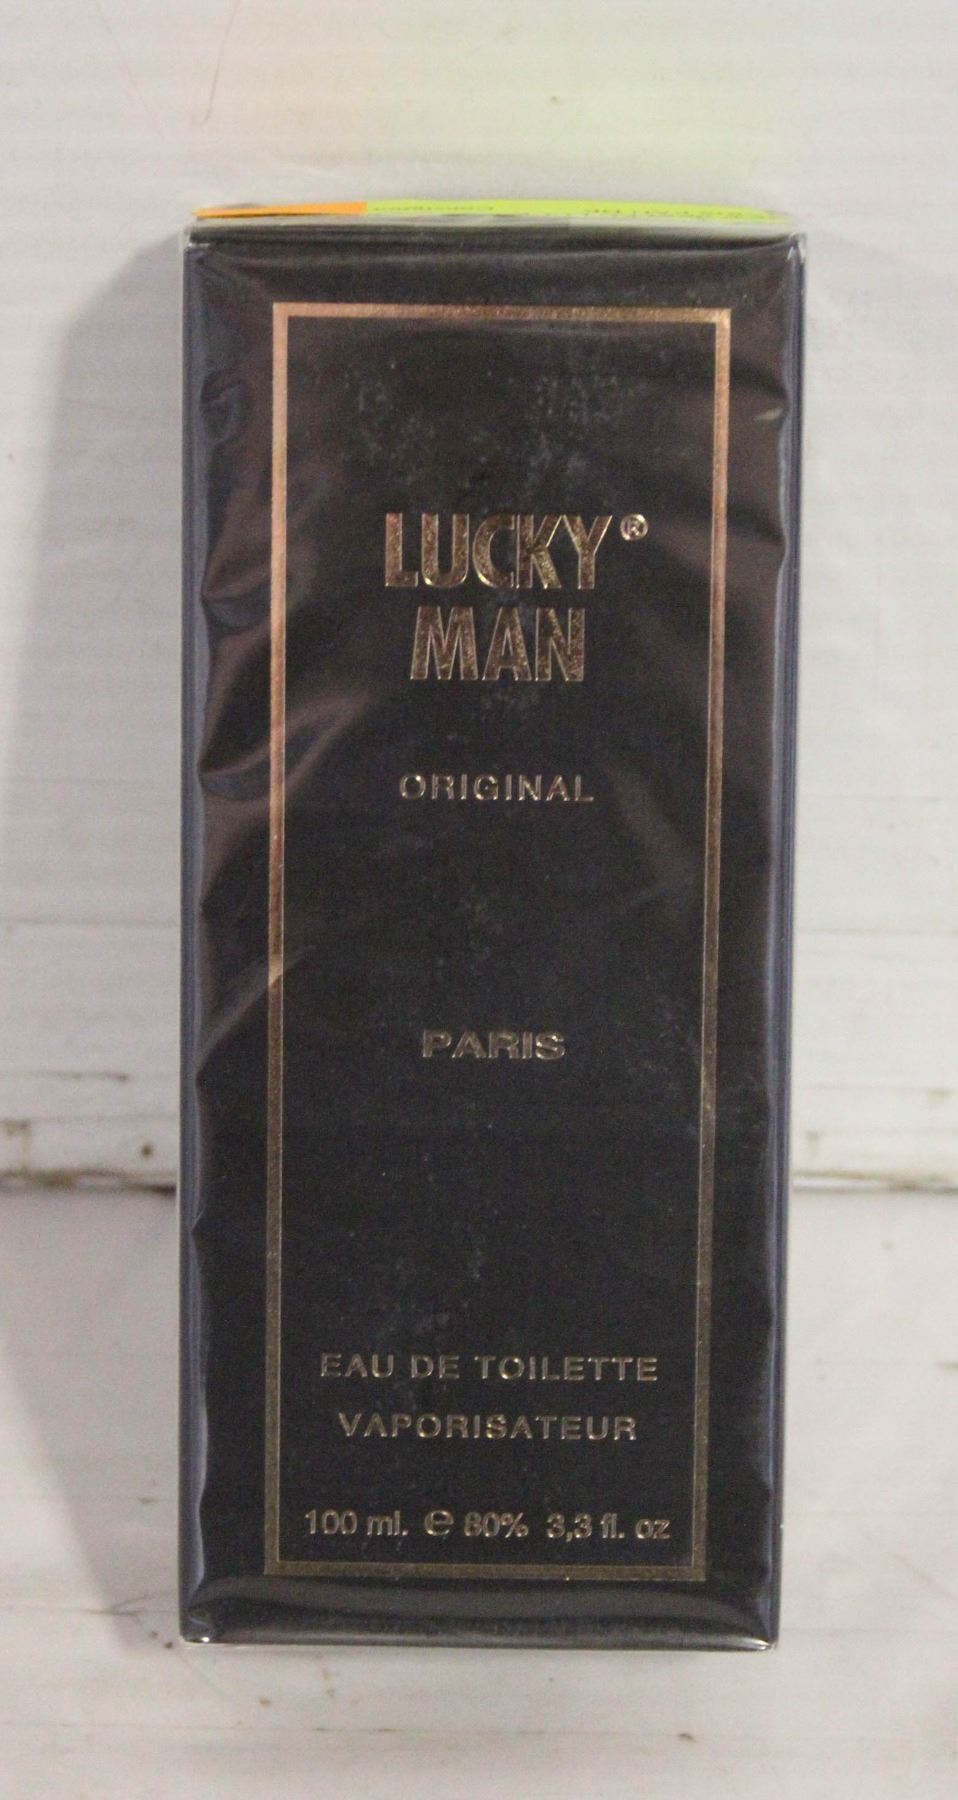 LUCKY®
MAN
ORIGINAL
PARIS
EAU DE TOILETTE
VAPORISATEUR
100 ml. ℮ 80% 3,3 fl. oz